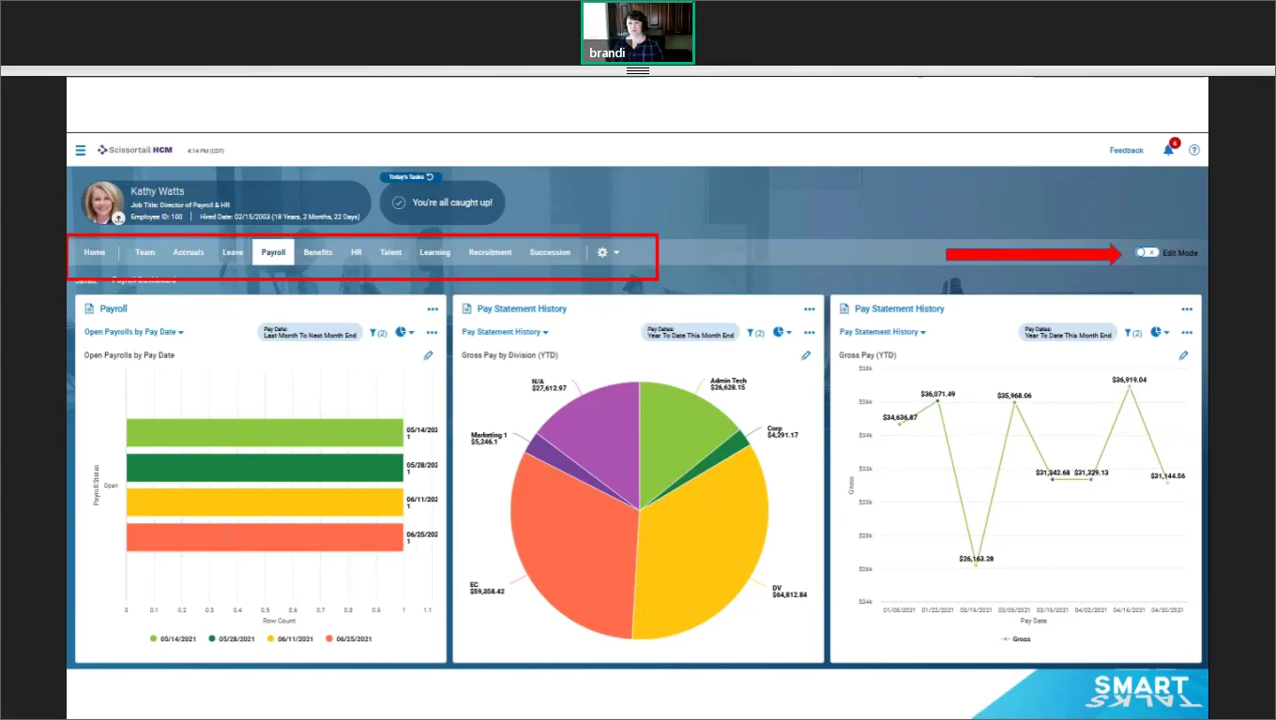 brandi
Scissortail HCM
4:14 PM (CDT)
Feedback
6
?
Today's Tasks
Kathy Watts
Job Title: Director of Payroll & HR
Employee ID: 100 | Hired Date: 02/15/2003 (18 Years, 2 Months, 22 Days)
You're all caught up!
Home Team Accruals Leave Payroll Benefits HR Talent Learning Recruitment Succession
Edit Mode
Payroll
Open Payrolls by Pay Date
Pay Date:
Last Month To Next Month End
(2)
Open Payrolls by Pay Date
Payroll Status
Open
05/14/202
1
05/28/202
1
06/11/202
1
06/25/202
1
0 0.1 0.2 0.3 0.4 0.5 0.6 0.7 0.8 0.9 1 1.1
Row Count
05/14/2021 05/28/2021 06/11/2021 06/25/2021
Pay Statement History
Pay Statement History
Pay Dates:
Year To Date This Month End
(2)
Gross Pay by Division (YTD)
N/A
$27,612.97
Admin Tech
$26,628.15
Marketing 1
$5,246.1
Corp
$4,291.17
EC
$59,358.42
DV
$64,812.84
Pay Statement History
Pay Statement History
Pay Dates:
Year To Date This Month End
(2)
Gross Pay (YTD)
$38k
$36k
$34k
$32k
$30k
$28k
$26k
$24k
Gross
$34,636.87
$36,071.49
$26,163.28
$35,968.06
$31,342.68
$31,329.13
$36,919.04
$31,144.56
01/08/2021 01/22/2021 03/19/2021 03/05/2021 03/19/2021 04/02/2021 04/16/2021 04/30/2021
Pay Date
Gross
SMART
TALKS